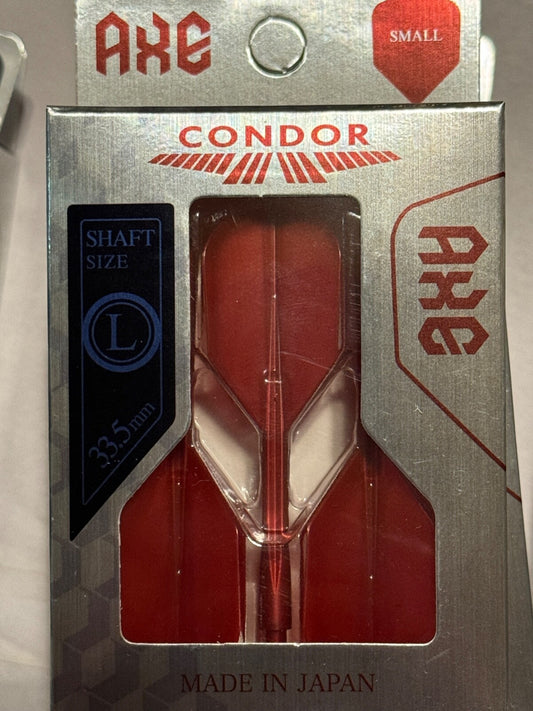 AXE
SMALL
CONDOR
SHAFT
SIZE
L
33.5mm
AXE
MADE IN JAPAN